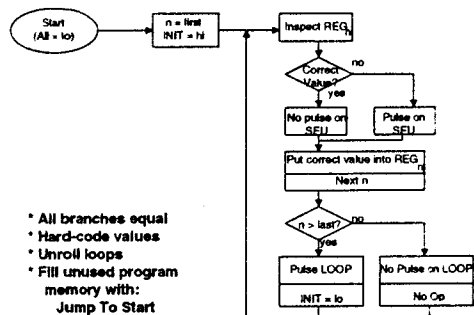 Start
(All = lo)
n = first
INIT = hi
Inspect REG n
Correct
Value?
no
yes
No pulse on
SEU
Pulse on
SEU
Put correct value into REG n
Next n
n > last?
no
yes
Pulse LOOP
INIT = lo
No Pulse on LOOP
No Op
* All branches equal
* Hard-code values
* Unroll loops
* Fill unused program
memory with:
Jump To Start